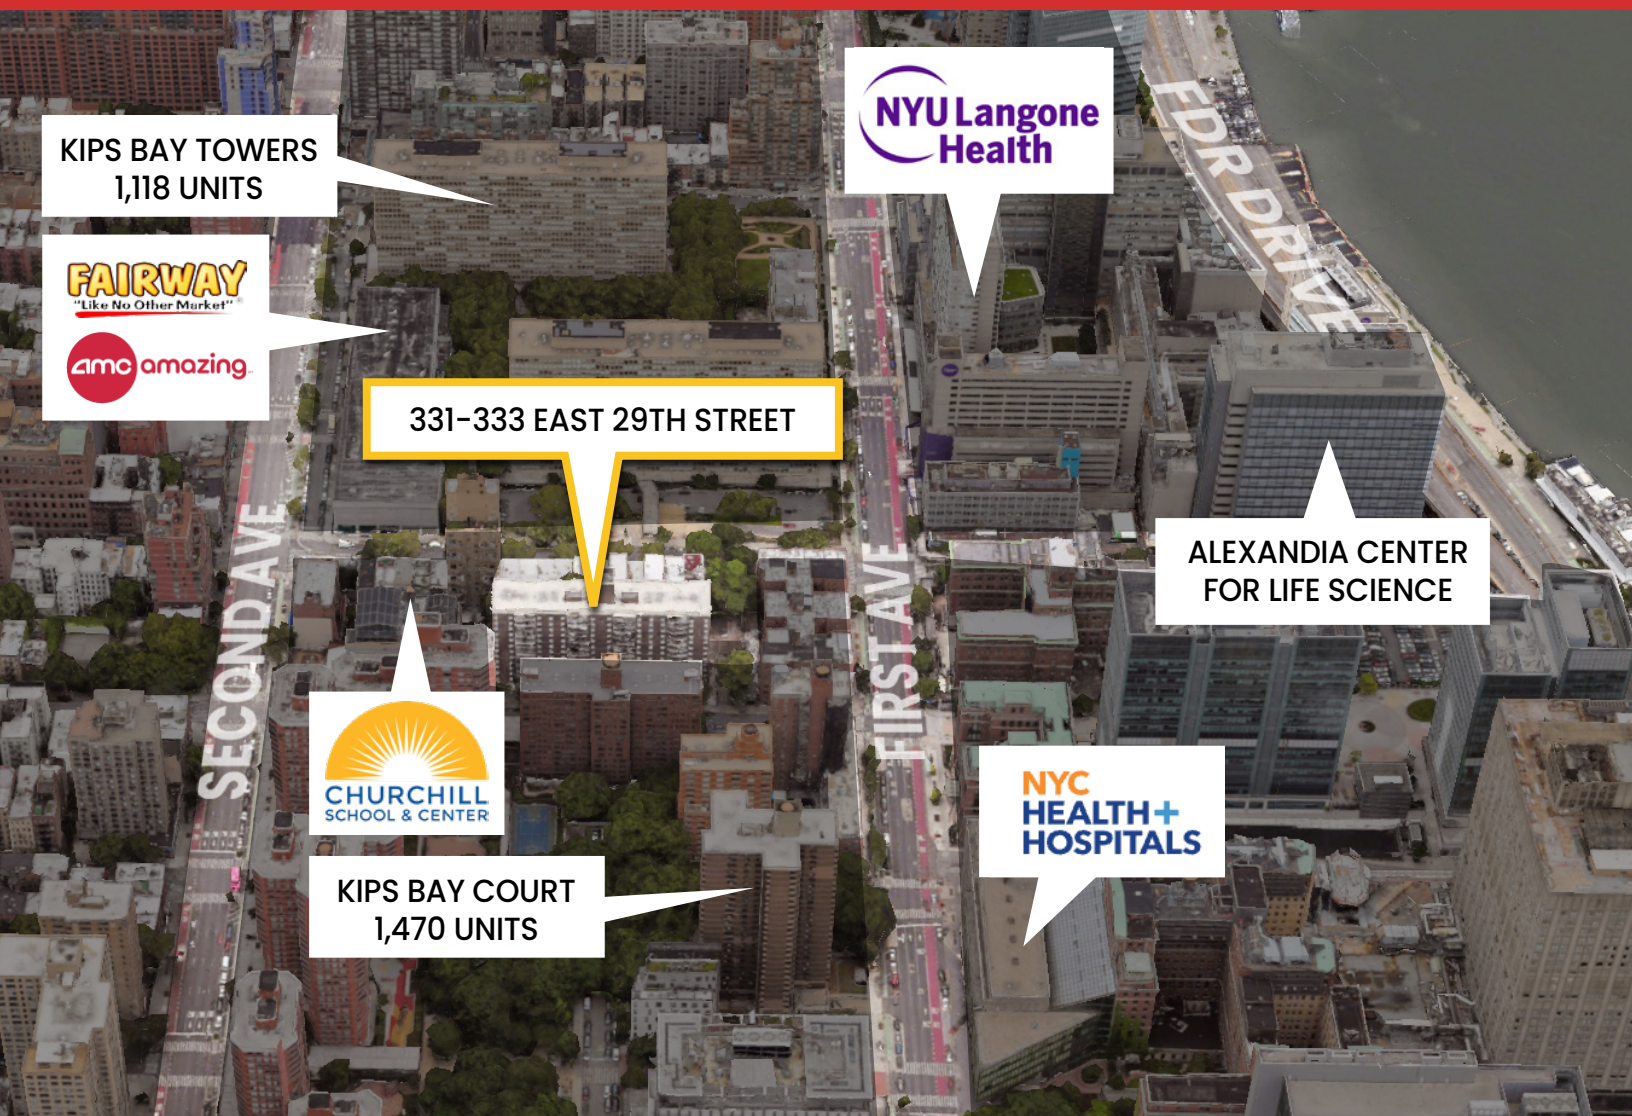 KIPS BAY TOWERS
1,118 UNITS
NYU Langone
Health
FDR DRIVE
FAIRWAY
"Like No Other Market"®
amc amazing
331-333 EAST 29TH STREET
SECOND AVE
FIRST AVE
ALEXANDIA CENTER
FOR LIFE SCIENCE
CHURCHILL
SCHOOL & CENTER
NYC
HEALTH+
HOSPITALS
KIPS BAY COURT
1,470 UNITS